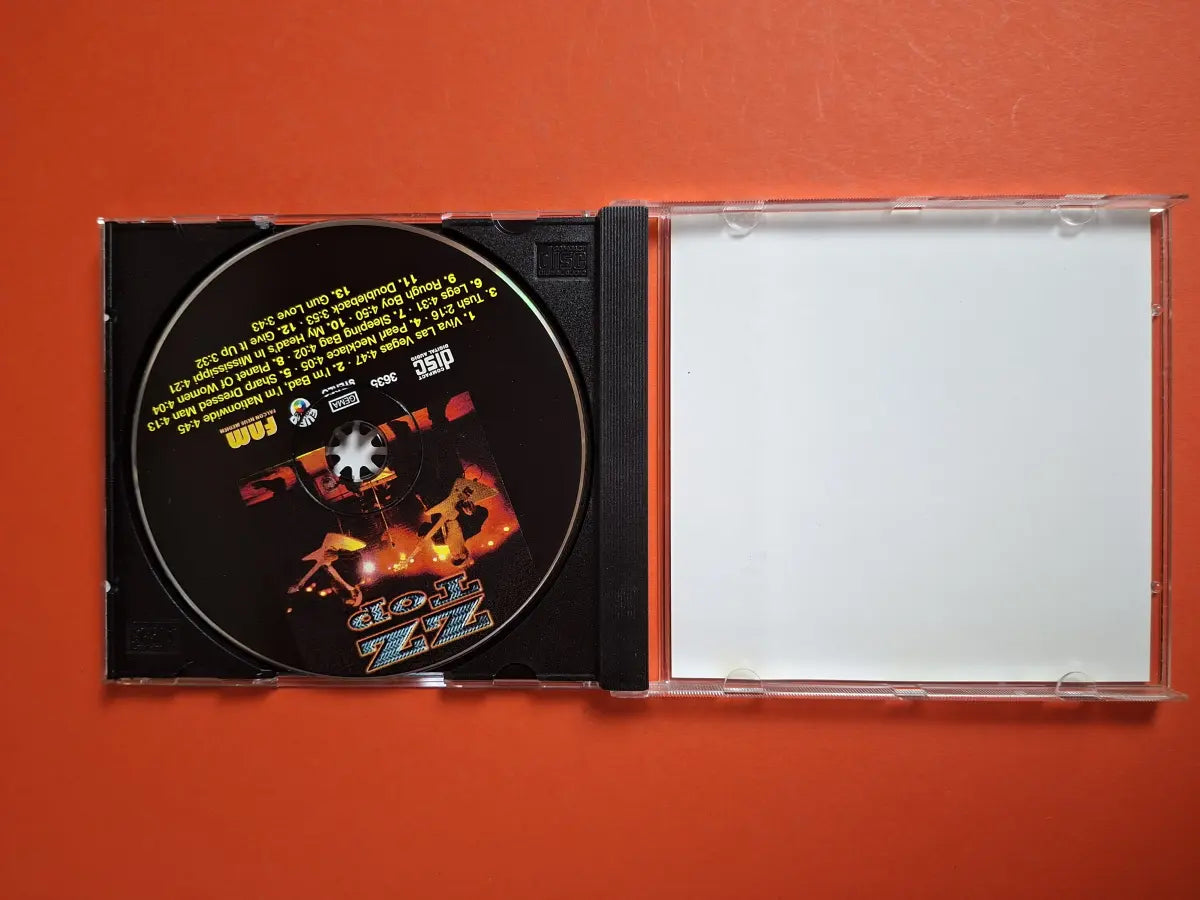 ZZ
Top
3635
STEREO
GEMA
fnm
FALCON NEUE MEDIEN
COMPACT
disc
DIGITAL AUDIO
1. Viva Las Vegas 4:47 · 2. I'm Bad, I'm Nationwide 4:45
3. Tush 2:16 · 4. Pearl Necklace 4:05 · 5. Sharp Dressed Man 4:13
6. Legs 4:31 · 7. Sleeping Bag 4:02 · 8. Planet Of Women 4:04
9. Rough Boy 4:50 · 10. My Head's In Mississippi 4:21
11. Doubleback 3:53 · 12. Give It Up 3:32
13. Gun Love 3:43
disc